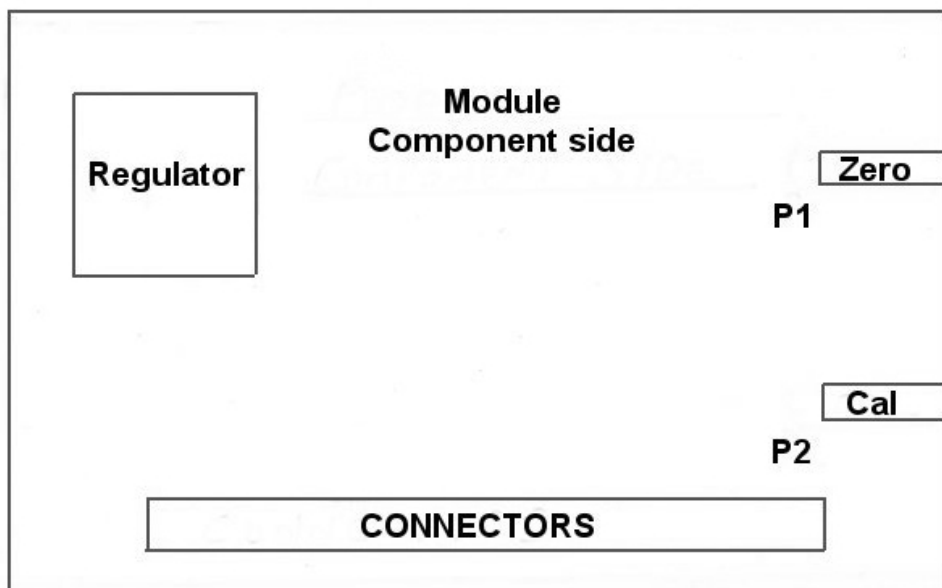 Module
Component side
Regulator
Zero
P1
Cal
P2
CONNECTORS